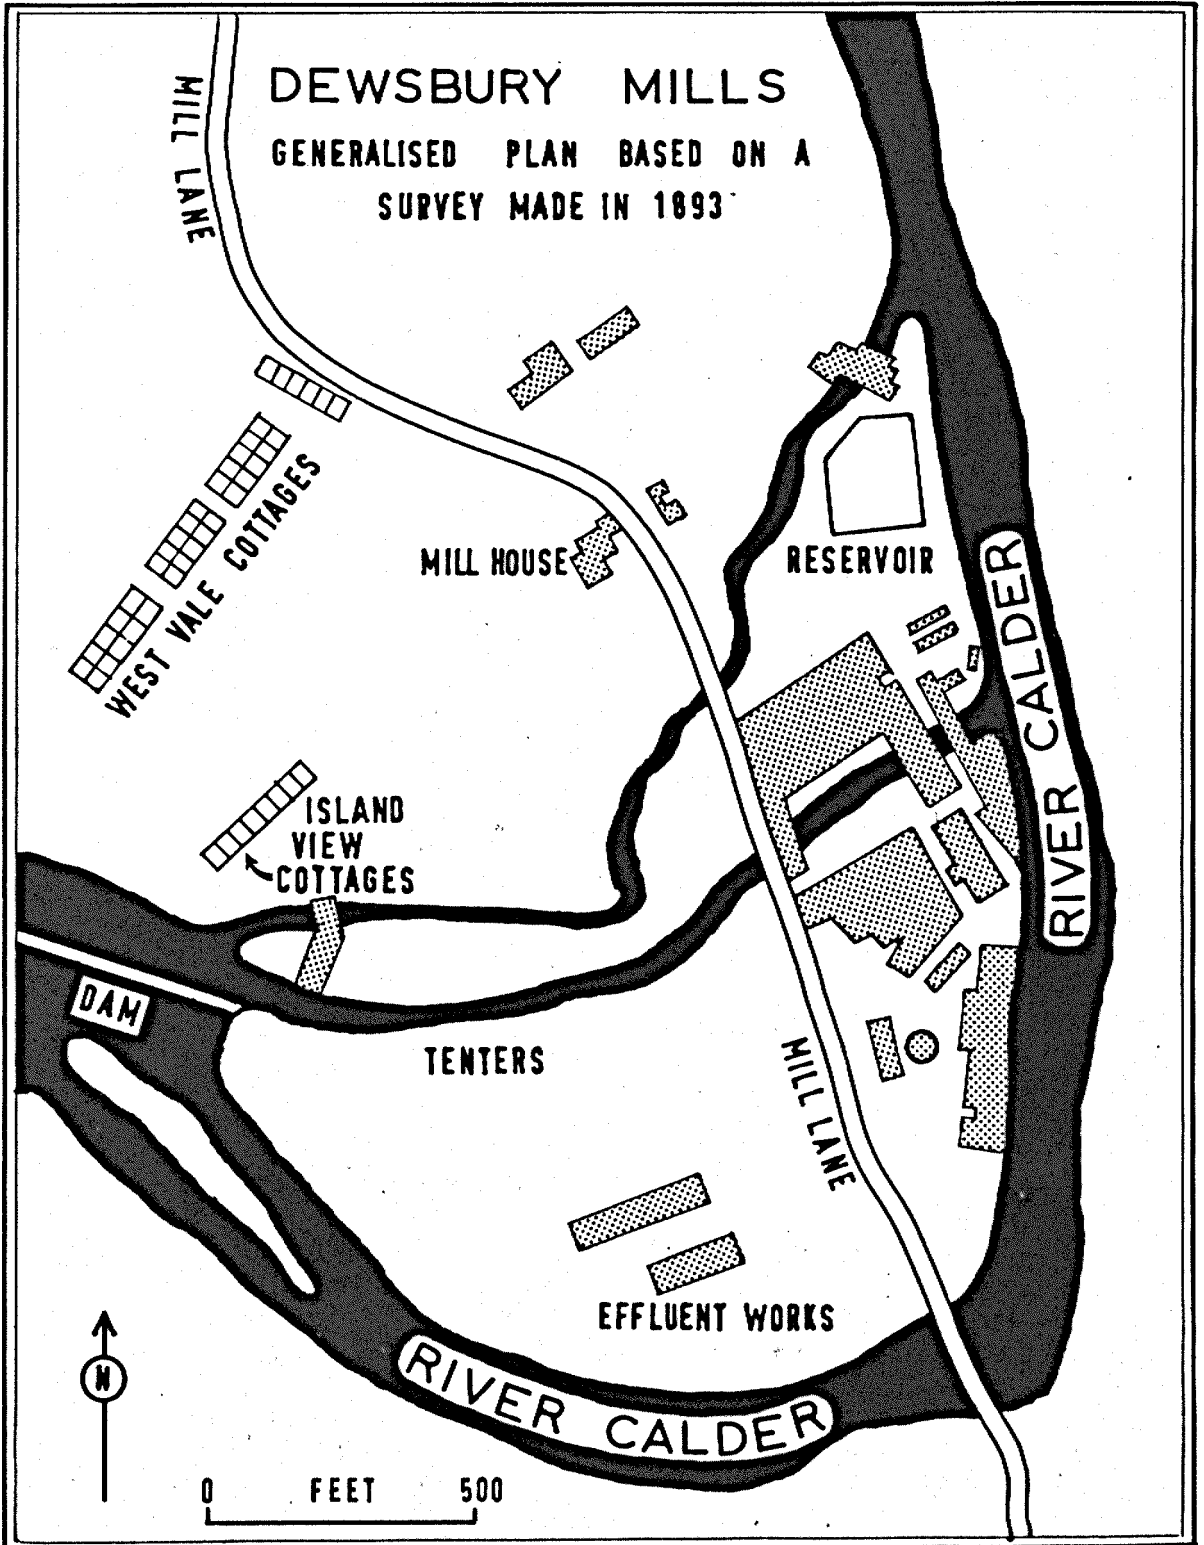 DEWSBURY MILLS
GENERALISED PLAN BASED ON A
SURVEY MADE IN 1893
MILL LANE
WEST VALE COTTAGES
MILL HOUSE
RESERVOIR
RIVER CALDER
ISLAND
VIEW
COTTAGES
DAM
TENTERS
MILL LANE
EFFLUENT WORKS
RIVER CALDER
N
0 FEET 500